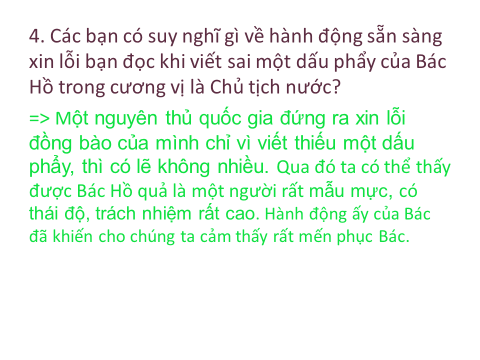 4. Các bạn có suy nghĩ gì về hành động sẵn sàng
xin lỗi bạn đọc khi viết sai một dấu phẩy của Bác
Hồ trong cương vị là Chủ tịch nước?
=> Một nguyên thủ quốc gia đứng ra xin lỗi
đồng bào của mình chỉ vì viết thiếu một dấu
phẩy, thì có lẽ không nhiều. Qua đó ta có thể thấy
được Bác Hồ quả là một người rất mẫu mực, có
thái độ, trách nhiệm rất cao. Hành động ấy của Bác
đã khiến cho chúng ta cảm thấy rất mến phục Bác.